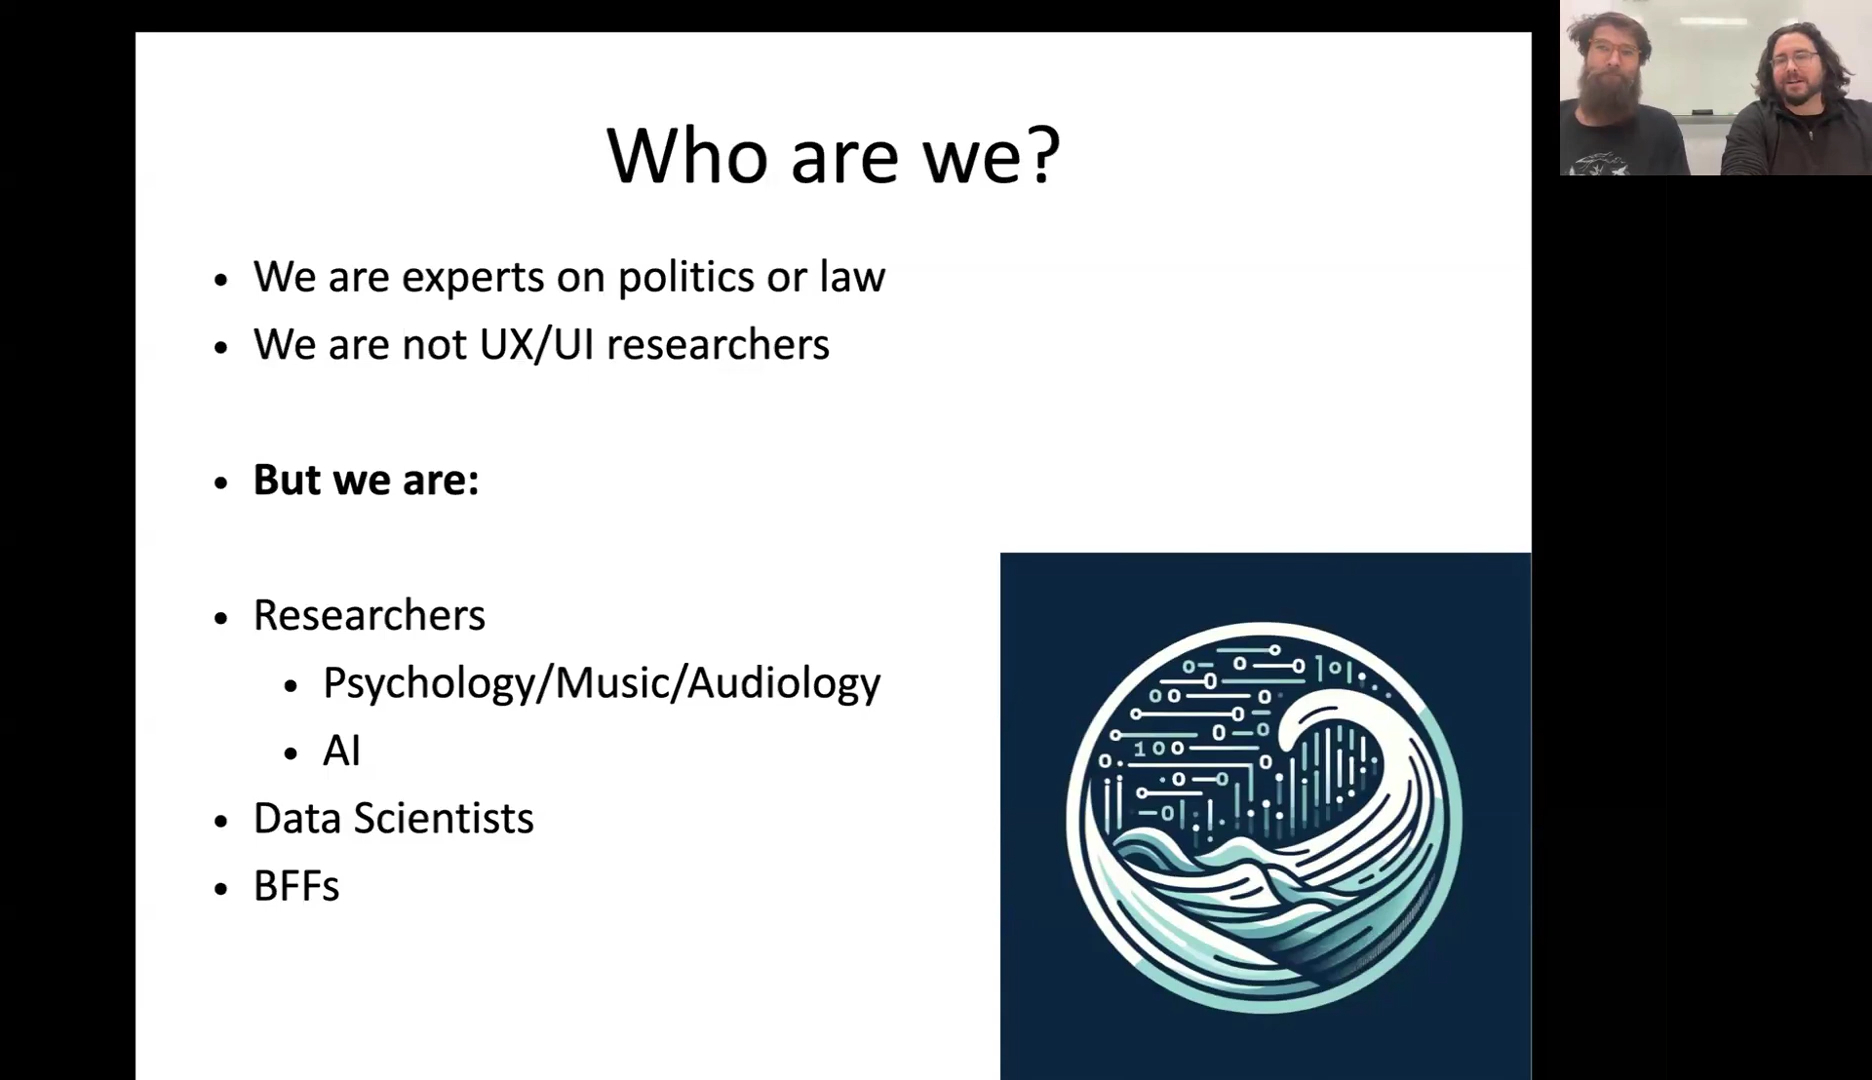 Who are we?
• We are experts on politics or law
• We are not UX/UI researchers
• But we are:
• Researchers
• Psychology/Music/Audiology
• AI
• Data Scientists
• BFFs